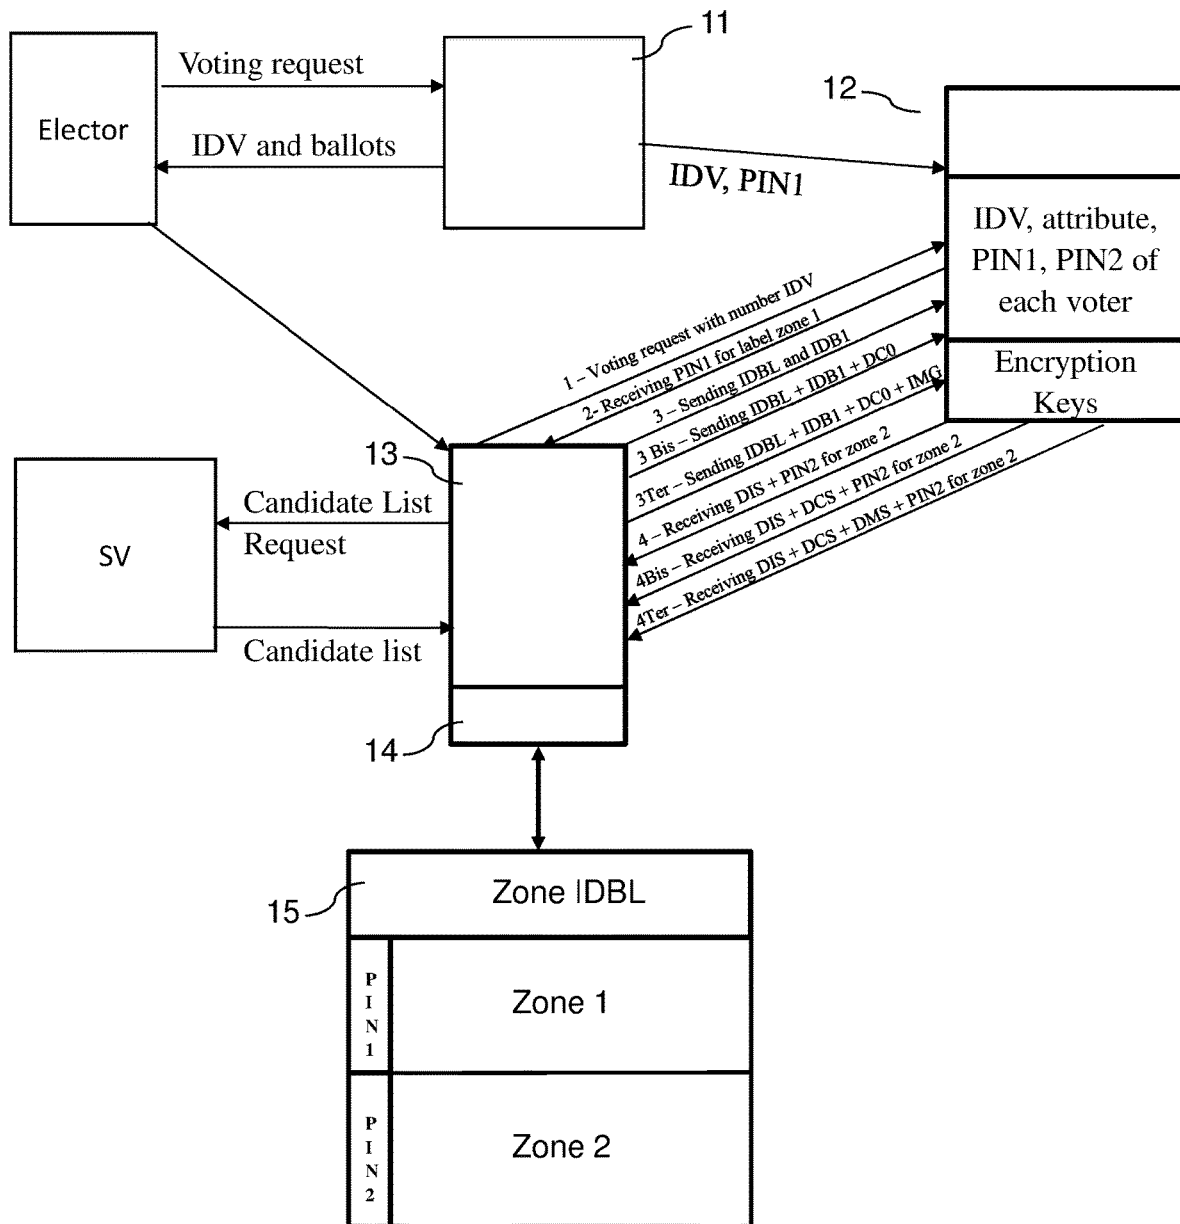 11
Voting request
Elector
IDV and ballots
IDV, PIN1
12
IDV, attribute,
PIN1, PIN2 of
each voter
Encryption
Keys
1 – Voting request with number IDV
2- Receiving PIN1 for label zone 1
3 – Sending IDBL and IDB1
3 Bis – Sending IDBL + IDB1 + DC0
3Ter – Sending IDBL + IDB1 + DC0 + IMG
4 – Receiving DIS + PIN2 for zone 2
4Bis – Receiving DIS + DCS + PIN2 for zone 2
4Ter – Receiving DIS + DCS + DMS + PIN2 for zone 2
13
Candidate List
Request
SV
Candidate list
14
15
Zone IDBL
PIN1
Zone 1
PIN2
Zone 2